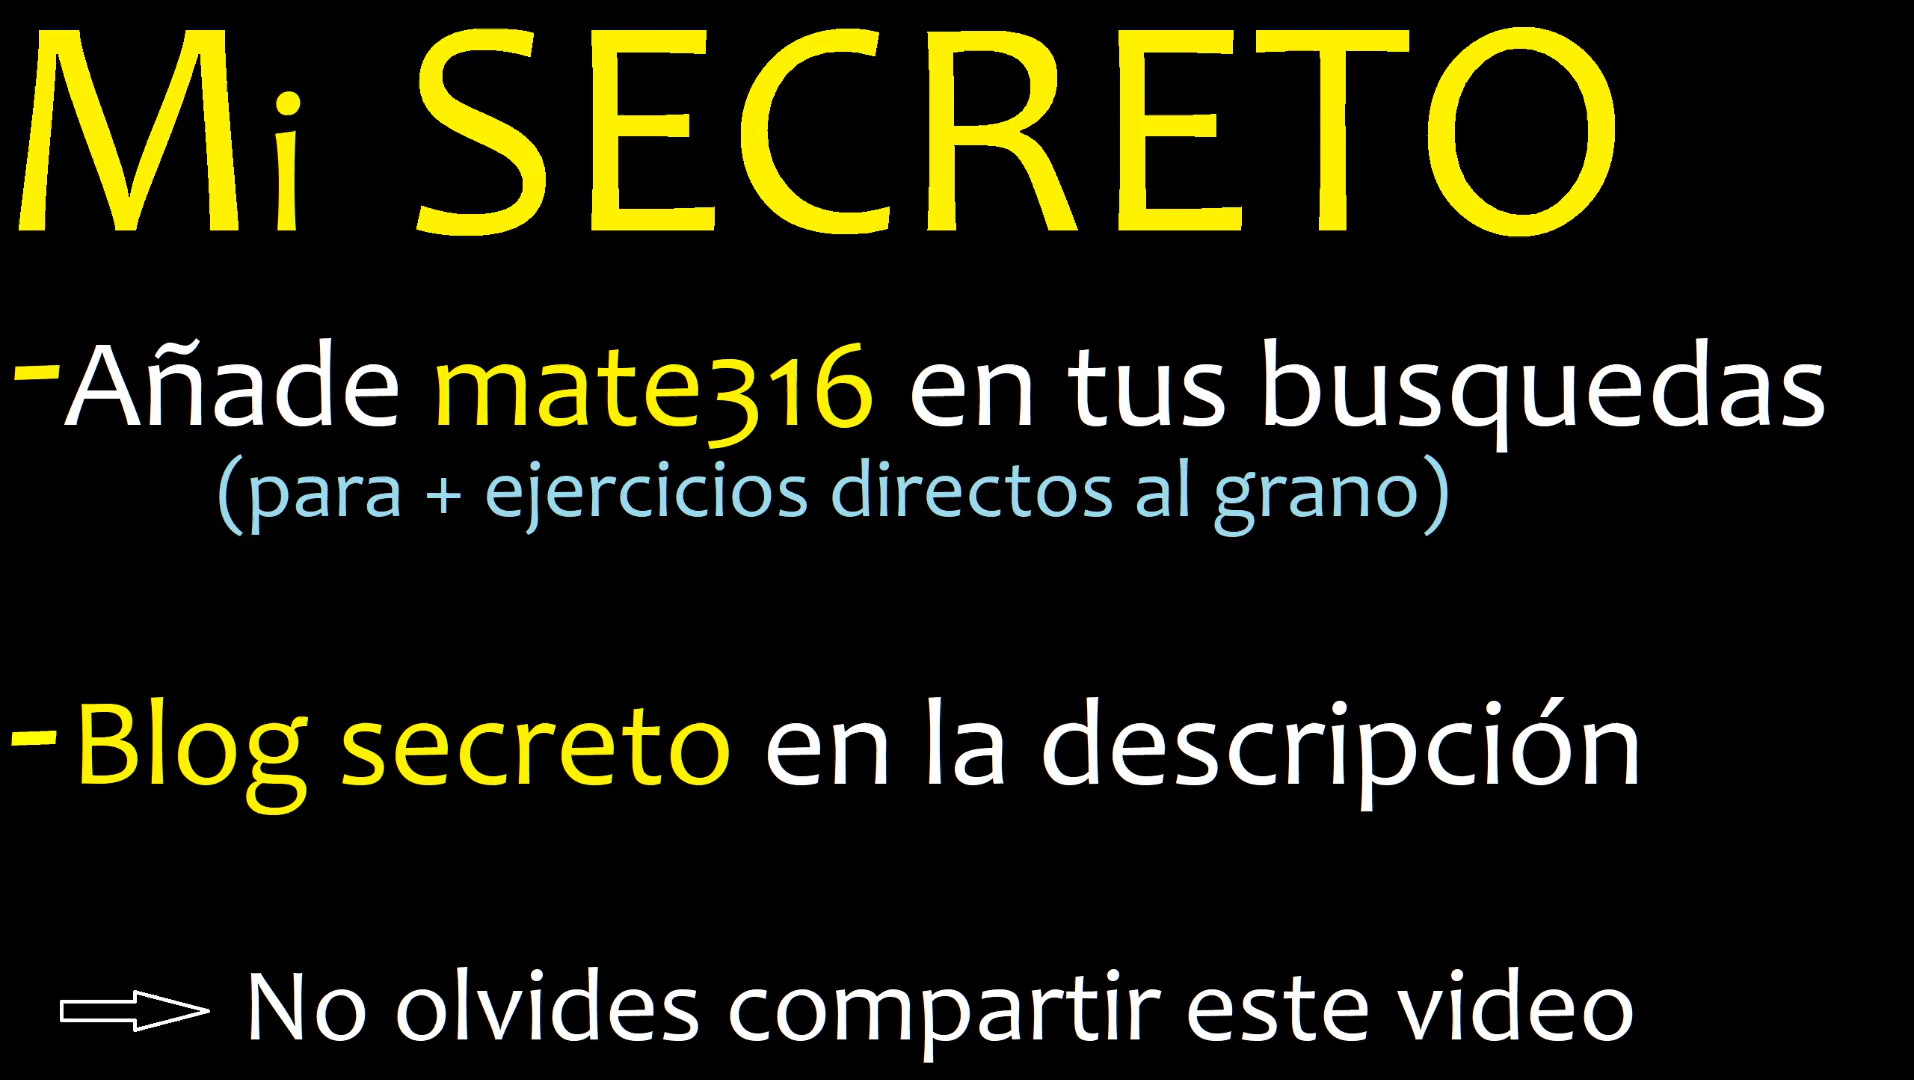 Mi SECRETO
-Añade mate316 en tus busquedas
(para + ejercicios directos al grano)
-Blog secreto en la descripción
No olvides compartir este video